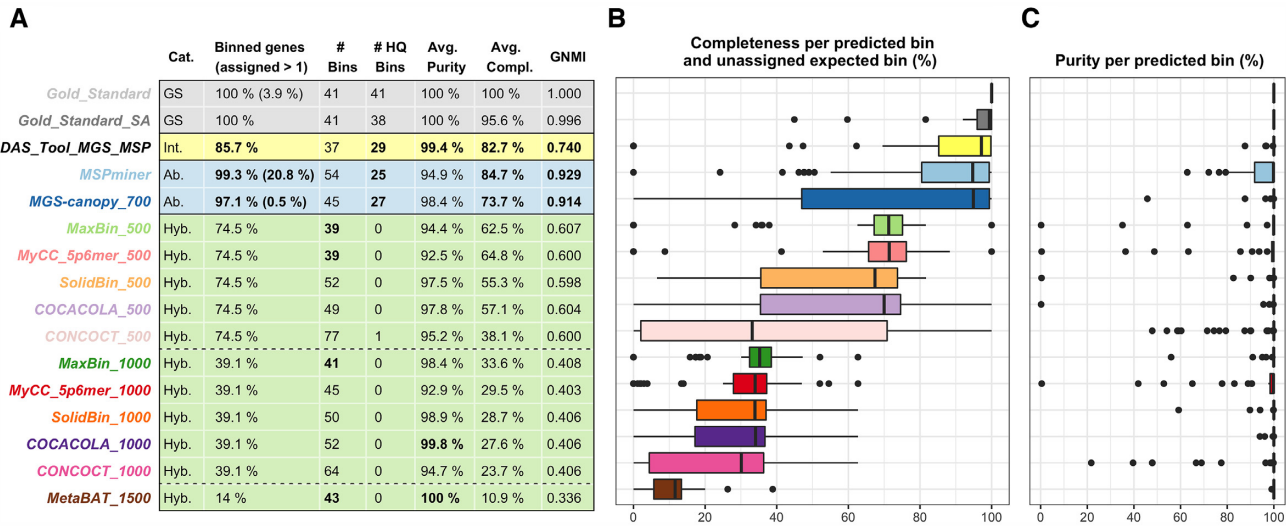 A
B
C
Cat.
Binned genes
(assigned > 1)
#
Bins
# HQ
Bins
Avg.
Purity
Avg.
Compl.
GNMI
Completeness per predicted bin
and unassigned expected bin (%)
Purity per predicted bin (%)
Gold_Standard GS 100 % (3.9 %) 41 41 100 % 100 % 1.000
Gold_Standard_SA GS 100 % 41 38 100 % 95.6 % 0.996
DAS_Tool_MGS_MSP Int. 85.7 % 37 29 99.4 % 82.7 % 0.740
MSPminer Ab. 99.3 % (20.8 %) 54 25 94.9 % 84.7 % 0.929
MGS-canopy_700 Ab. 97.1 % (0.5 %) 45 27 98.4 % 73.7 % 0.914
MaxBin_500 Hyb. 74.5 % 39 0 94.4 % 62.5 % 0.607
MyCC_5p6mer_500 Hyb. 74.5 % 39 0 92.5 % 64.8 % 0.600
SolidBin_500 Hyb. 74.5 % 52 0 97.5 % 55.3 % 0.598
COCACOLA_500 Hyb. 74.5 % 49 0 97.8 % 57.1 % 0.604
CONCOCT_500 Hyb. 74.5 % 77 1 95.2 % 38.1 % 0.600
MaxBin_1000 Hyb. 39.1 % 41 0 98.4 % 33.6 % 0.408
MyCC_5p6mer_1000 Hyb. 39.1 % 45 0 92.9 % 29.5 % 0.403
SolidBin_1000 Hyb. 39.1 % 50 0 98.9 % 28.7 % 0.406
COCACOLA_1000 Hyb. 39.1 % 52 0 99.8 % 27.6 % 0.406
CONCOCT_1000 Hyb. 39.1 % 64 0 94.7 % 23.7 % 0.406
MetaBAT_1500 Hyb. 14 % 43 0 100 % 10.9 % 0.336
0 20 40 60 80 100
0 20 40 60 80 100